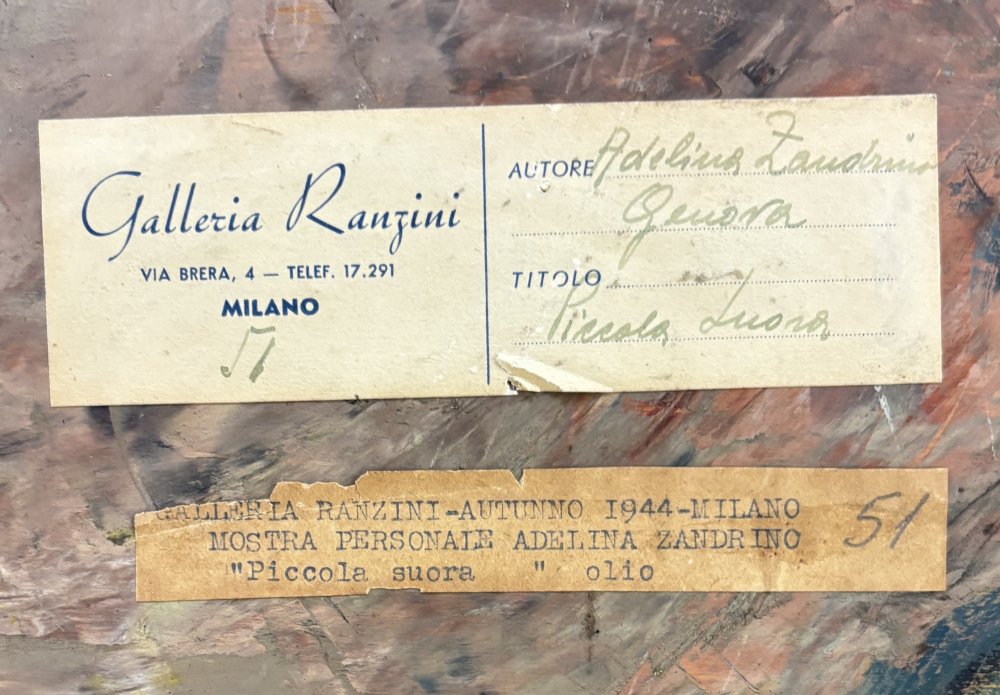 Galleria Ranzini
VIA BRERA, 4 — TELEF. 17.291
MILANO
51
AUTORE Adelina Zandrino
Genova
TITOLO
Piccola Suora
GALLERIA RANZINI-AUTUNNO 1944-MILANO
MOSTRA PERSONALE ADELINA ZANDRINO
"Piccola suora " olio
51